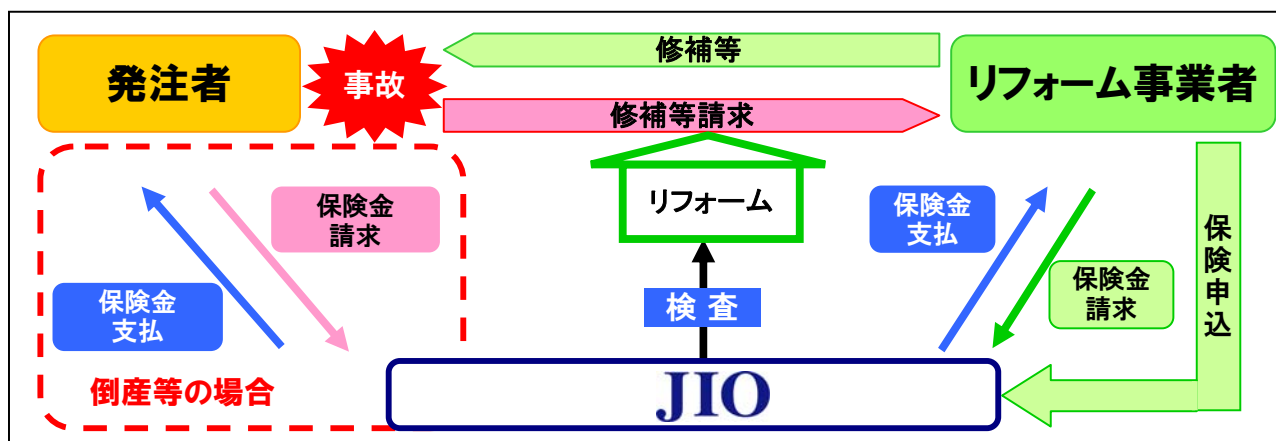 発注者
事故
修補等
修補等請求
リフォーム事業者
保険金
請求
保険金
支払
倒産等の場合
リフォーム
検査
保険金
支払
保険金
請求
保険申込
JIO